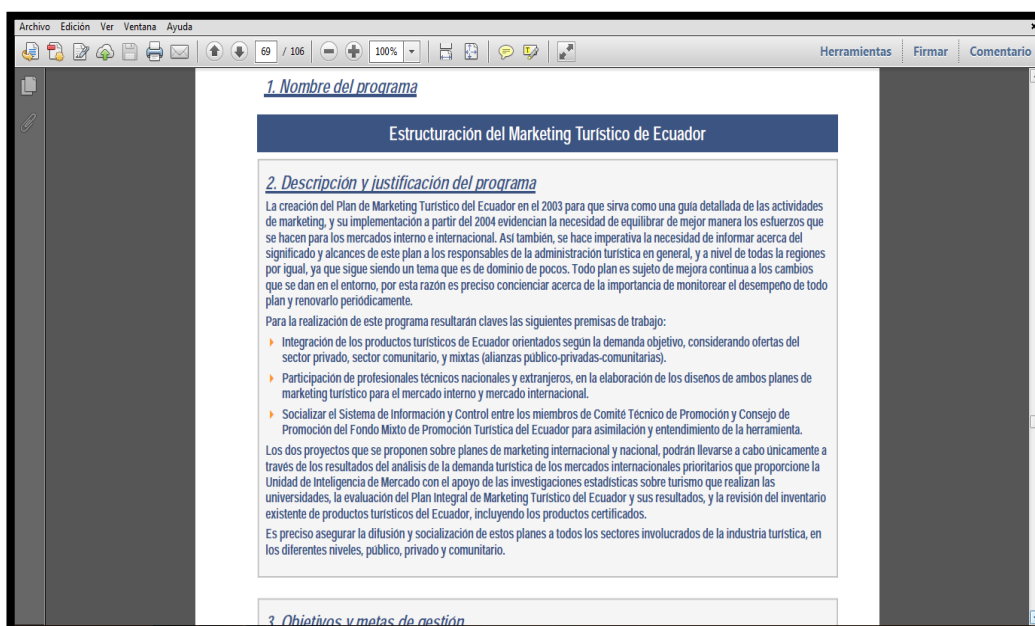 Archivo Edición Ver Ventana Ayuda
69 / 106 100% Herramientas Firmar Comentario
1. Nombre del programa
Estructuración del Marketing Turístico de Ecuador
2. Descripción y justificación del programa
La creación del Plan de Marketing Turístico del Ecuador en el 2003 para que sirva como una guía detallada de las actividades
de marketing, y su implementación a partir del 2004 evidencian la necesidad de equilibrar de mejor manera los esfuerzos que
se hacen para los mercados interno e internacional. Así también, se hace imperativa la necesidad de informar acerca del
significado y alcances de este plan a los responsables de la administración turística en general, y a nivel de todas la regiones
por igual, ya que sigue siendo un tema que es de dominio de pocos. Todo plan es sujeto de mejora continua a los cambios
que se dan en el entorno, por esta razón es preciso concienciar acerca de la importancia de monitorear el desempeño de todo
plan y renovarlo periódicamente.
Para la realización de este programa resultarán claves las siguientes premisas de trabajo:
Integración de los productos turísticos de Ecuador orientados según la demanda objetivo, considerando ofertas del
sector privado, sector comunitario, y mixtas (alianzas público-privadas-comunitarias).
Participación de profesionales técnicos nacionales y extranjeros, en la elaboración de los diseños de ambos planes de
marketing turístico para el mercado interno y mercado internacional.
Socializar el Sistema de Información y Control entre los miembros de Comité Técnico de Promoción y Consejo de
Promoción del Fondo Mixto de Promoción Turística del Ecuador para asimilación y entendimiento de la herramienta.
Los dos proyectos que se proponen sobre planes de marketing internacional y nacional, podrán llevarse a cabo únicamente a
través de los resultados del análisis de la demanda turística de los mercados internacionales prioritarios que proporcione la
Unidad de Inteligencia de Mercado con el apoyo de las investigaciones estadísticas sobre turismo que realizan las
universidades, la evaluación del Plan Integral de Marketing Turístico del Ecuador y sus resultados, y la revisión del inventario
existente de productos turísticos del Ecuador, incluyendo los productos certificados.
Es preciso asegurar la difusión y socialización de estos planes a todos los sectores involucrados de la industria turística, en
los diferentes niveles, público, privado y comunitario.
3. Objetivos y metas de gestión